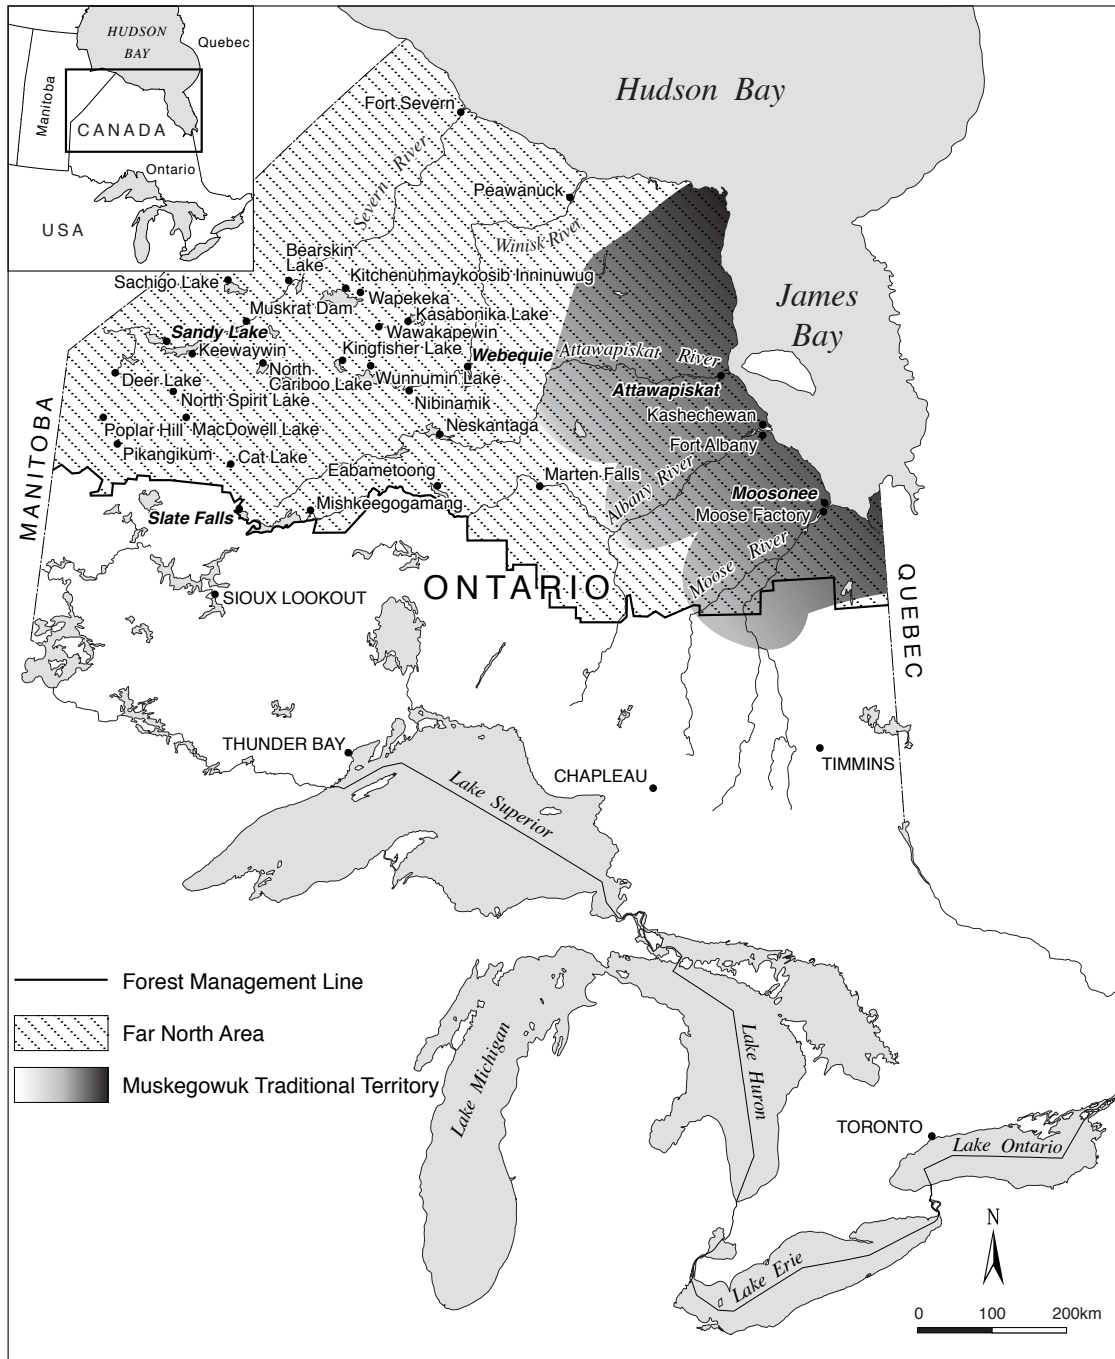 HUDSON
BAY
Quebec
Manitoba
CANADA
Ontario
USA
Hudson Bay
Fort Severn
Severn River
Peawanuck
Winisk River
Bearskin
Lake
Sachigo Lake
Kitchenuhmaykoosib Inninuwug
Wapekeka
James
Bay
Muskrat Dam
Kasabonika Lake
Sandy Lake
Wawakapewin
Keewaywin
Kingfisher Lake
Webequie
Attawapiskat River
North
Cariboo Lake
Wunnumin Lake
Deer Lake
Attawapiskat
North Spirit Lake
Nibinamik
Kashechewan
Poplar Hill
MacDowell Lake
Neskantaga
Fort Albany
Pikangikum
Cat Lake
Eabametoong
Marten Falls
Albany River
Moosonee
MANITOBA
Slate Falls
Mishkeegogamang
Moose Factory
Moose River
ONTARIO
SIOUX LOOKOUT
QUEBEC
THUNDER BAY
TIMMINS
CHAPLEAU
Lake Superior
Forest Management Line
Far North Area
Muskegowuk Traditional Territory
Lake Michigan
Lake Huron
TORONTO
Lake Ontario
N
Lake Erie
0 100 200km